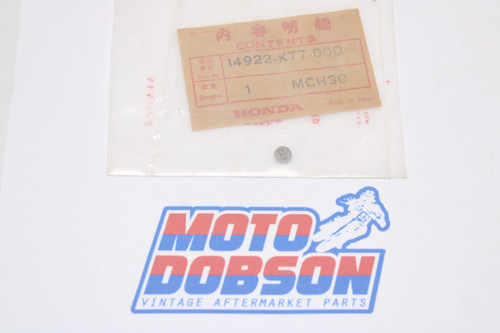 内容明細
CONTENTS
14922-KT7-000
1 MCH30
HONDA
MOTO
DOBSON
VINTAGE AFTERMARKET PARTS